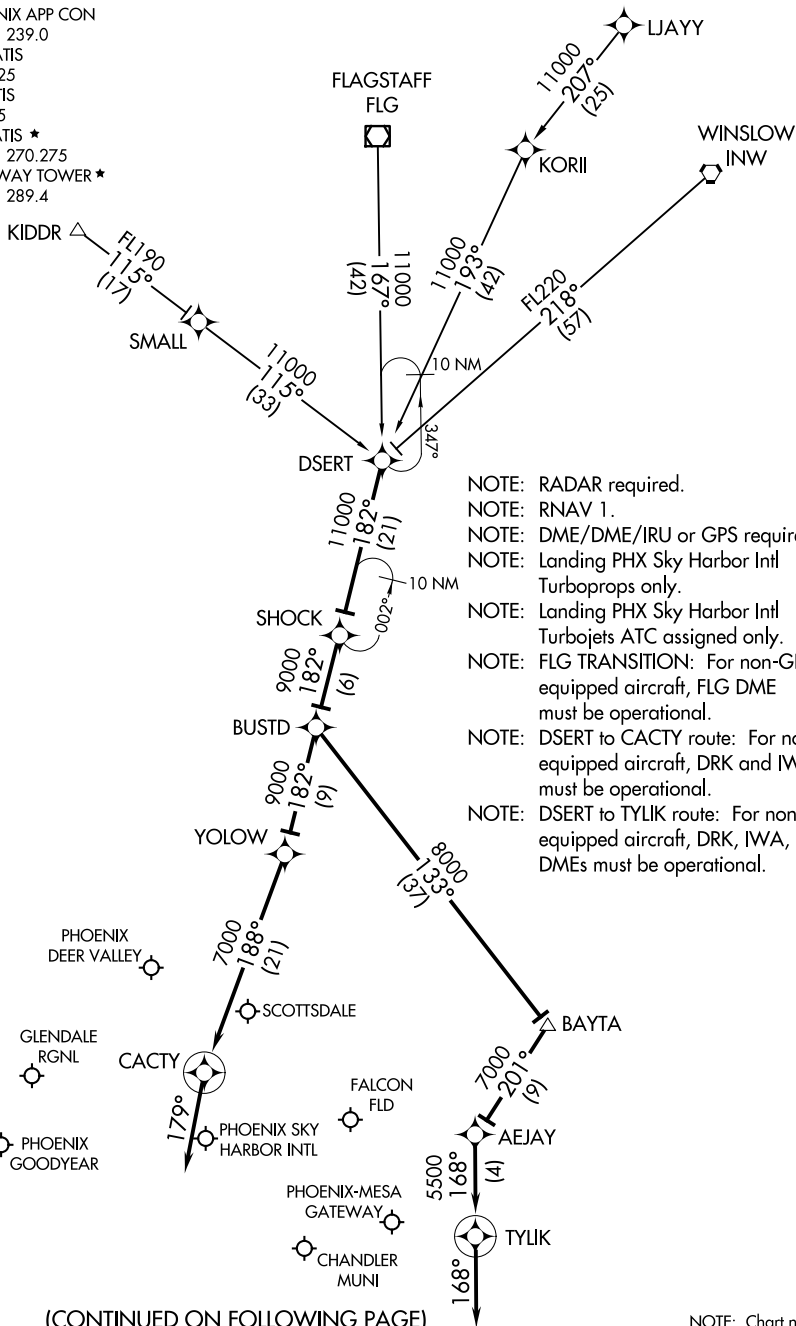 NIX APP CON
239.0
ATIS
25
TIS
5
TIS ★
270.275
WAY TOWER ★
289.4
LJAYY
11000
207°
(25)
FLAGSTAFF
FLG
KORII
WINSLOW
INW
KIDDR
FL190
115°
(17)
11000
167°
(42)
11000
193°
(42)
FL220
218°
(57)
SMALL
11000
115°
(33)
10 NM
347°
DSERT
11000
182°
(21)
10 NM
002°
SHOCK
9000
182°
(6)
BUSTD
9000
182°
(9)
YOLOW
NOTE: RADAR required.
NOTE: RNAV 1.
NOTE: DME/DME/IRU or GPS requir
NOTE: Landing PHX Sky Harbor Intl
Turboprops only.
NOTE: Landing PHX Sky Harbor Intl
Turbojets ATC assigned only.
NOTE: FLG TRANSITION: For non-G
equipped aircraft, FLG DME
must be operational.
NOTE: DSERT to CACTY route: For no
equipped aircraft, DRK and IW
must be operational.
NOTE: DSERT to TYLIK route: For non
equipped aircraft, DRK, IWA,
DMEs must be operational.
8000
133°
(37)
7000
188°
(21)
PHOENIX
DEER VALLEY
SCOTTSDALE
BAYTA
GLENDALE
RGNL
CACTY
7000
201°
(9)
FALCON
FLD
179°
PHOENIX SKY
HARBOR INTL
AEJAY
PHOENIX
GOODYEAR
5500
168°
(4)
PHOENIX-MESA
GATEWAY
TYLIK
CHANDLER
MUNI
168°
(CONTINUED ON FOLLOWING PAGE)
NOTE: Chart n